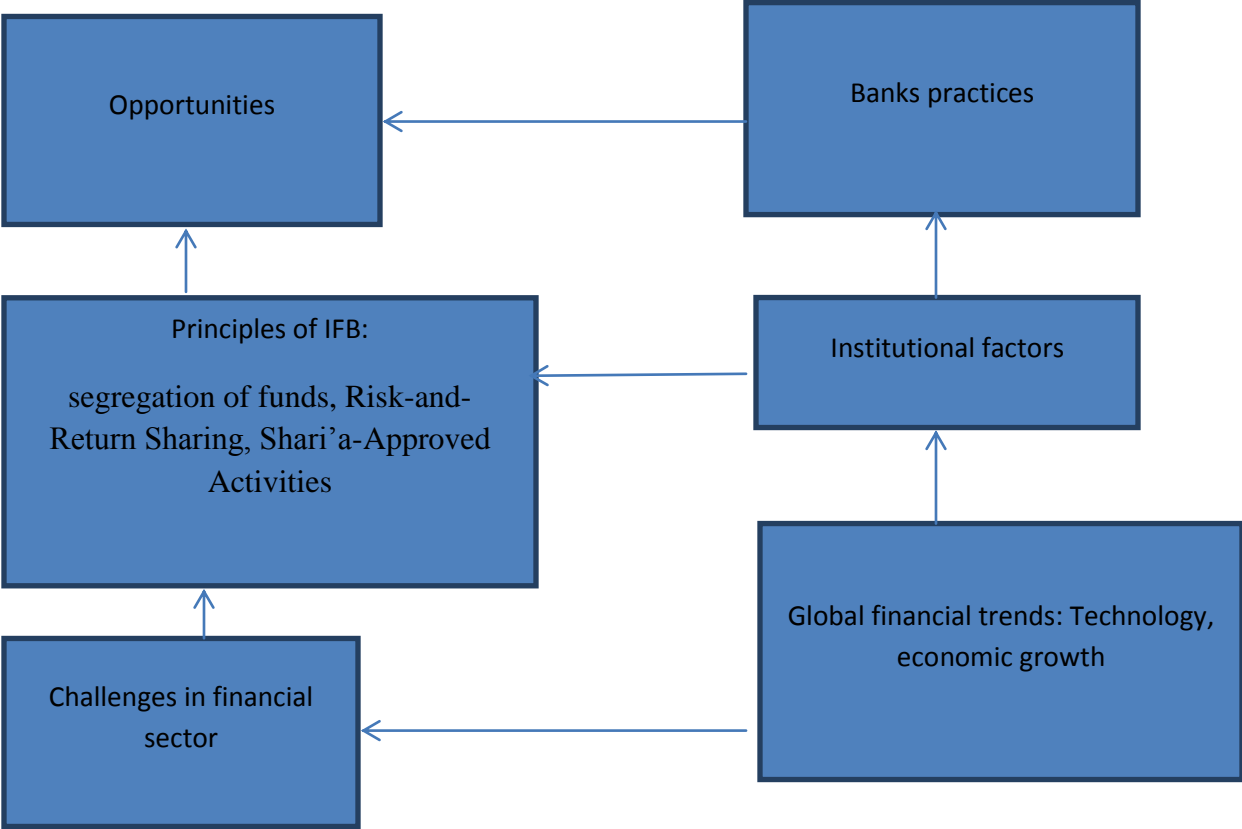 Opportunities
Banks practices
Principles of IFB:
segregation of funds, Risk-and-
Return Sharing, Shari’a-Approved
Activities
Institutional factors
Global financial trends: Technology,
economic growth
Challenges in financial
sector